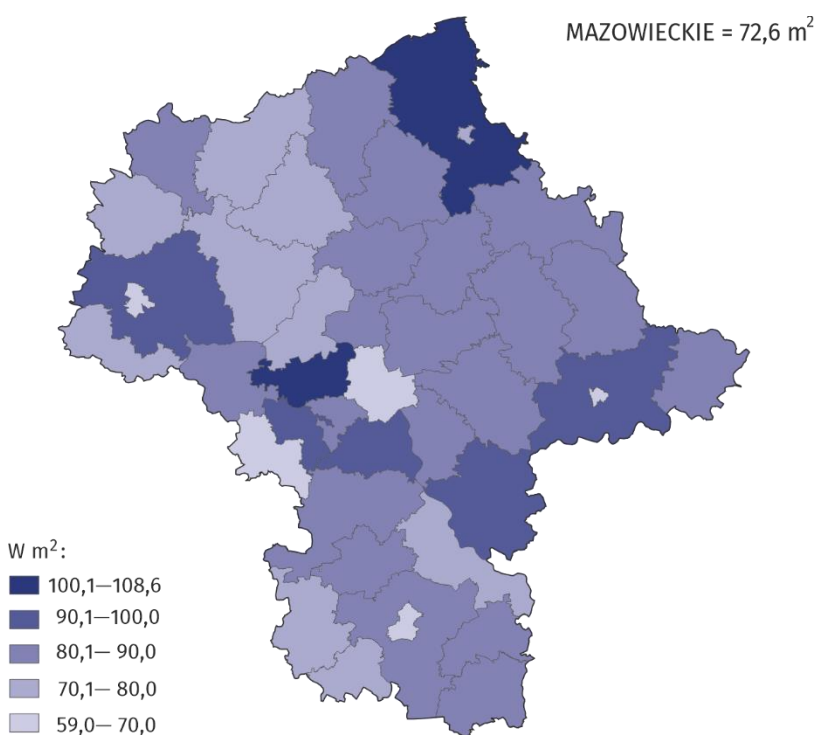 MAZOWIECKIE = 72,6 m²
W m²:
100,1—108,6
90,1—100,0
80,1— 90,0
70,1— 80,0
59,0— 70,0